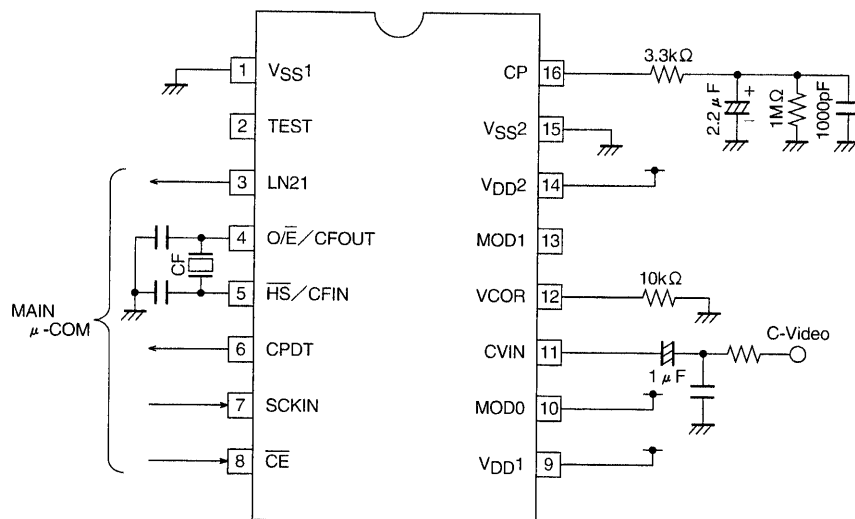 1 VSS1
2 TEST
3 LN21
4 O/E̅/CFOUT
CF
5 H̅S̅/CFIN
6 CPDT
7 SCKIN
8 C̅E̅
MAIN
μ-COM
CP 16
3.3kΩ
2.2μF
+
−
1MΩ
1000pF
VSS2 15
VDD2 14
MOD1 13
VCOR 12
10kΩ
CVIN 11
1μF
C-Video
MOD0 10
VDD1 9